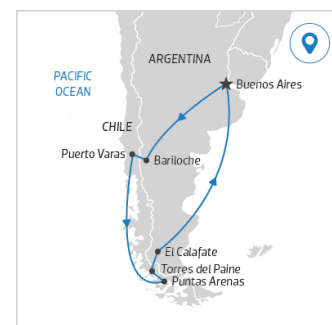 ARGENTINA
PACIFIC
OCEAN
Buenos Aires
CHILE
Puerto Varas
Bariloche
El Calafate
Torres del Paine
Puntas Arenas